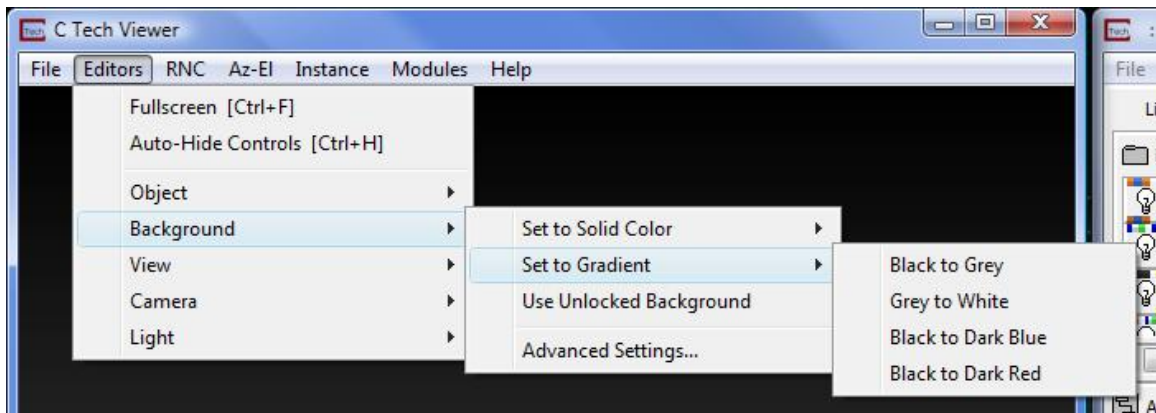 Tech C Tech Viewer
Tech :
File Editors RNC Az-El Instance Modules Help
File
Fullscreen [Ctrl+F]
Auto-Hide Controls [Ctrl+H]
Object
Background
View
Camera
Light
Set to Solid Color
Set to Gradient
Use Unlocked Background
Advanced Settings...
Black to Grey
Grey to White
Black to Dark Blue
Black to Dark Red